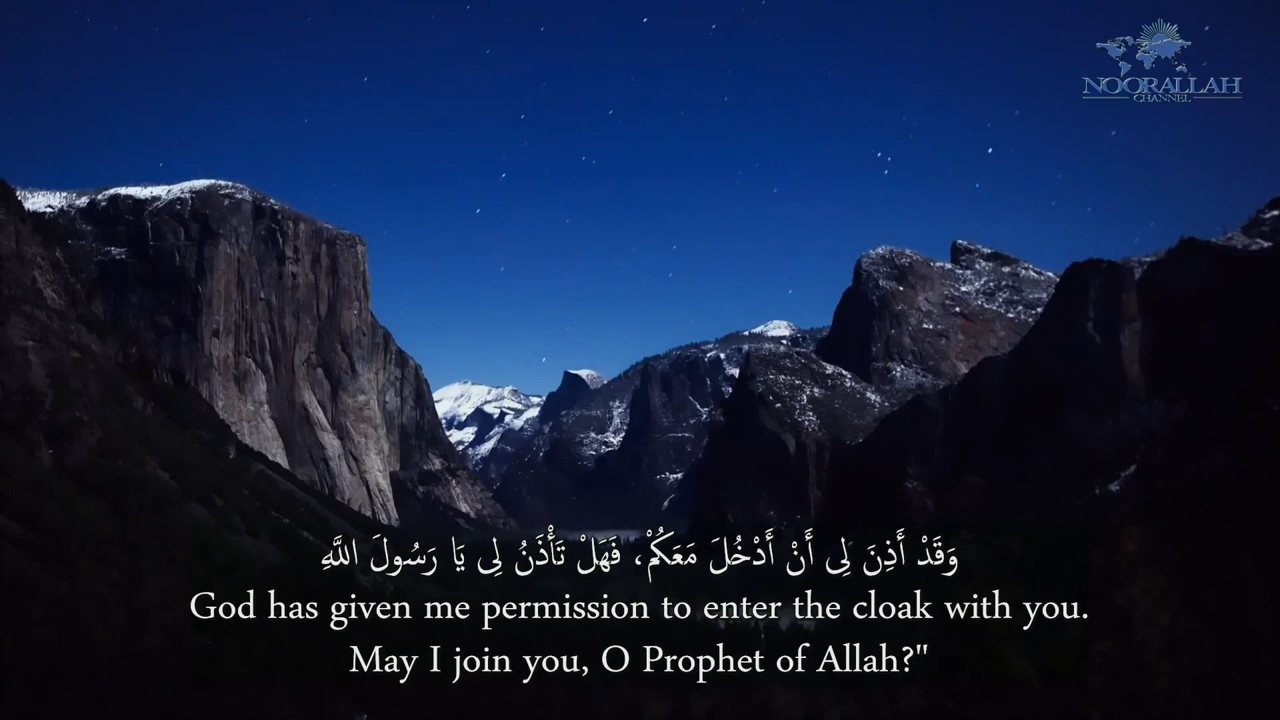 NOORALLAH
CHANNEL
وَقَدْ أَذِنَ لِی أَنْ أَدْخُلَ مَعَكُمْ، فَهَلْ تَأْذَنُ لِی یَا رَسُولَ اللَّهِ
God has given me permission to enter the cloak with you.
May I join you, O Prophet of Allah?"